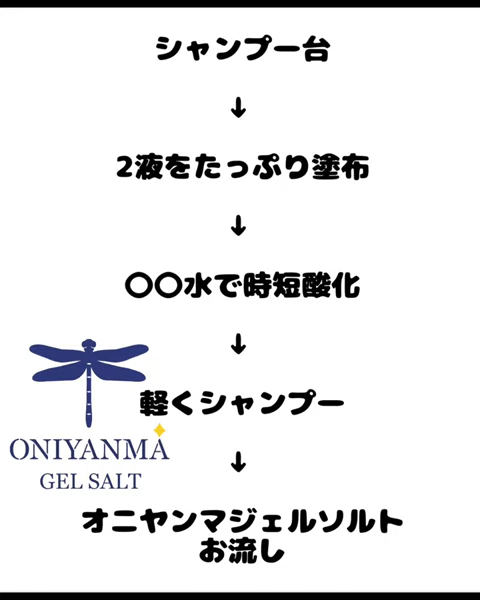 シャンプー台
↓
2液をたっぷり塗布
↓
〇〇水で時短酸化
↓
軽くシャンプー
↓
ONIYANMA
GEL SALT
オニヤンマジェルソルト
お流し